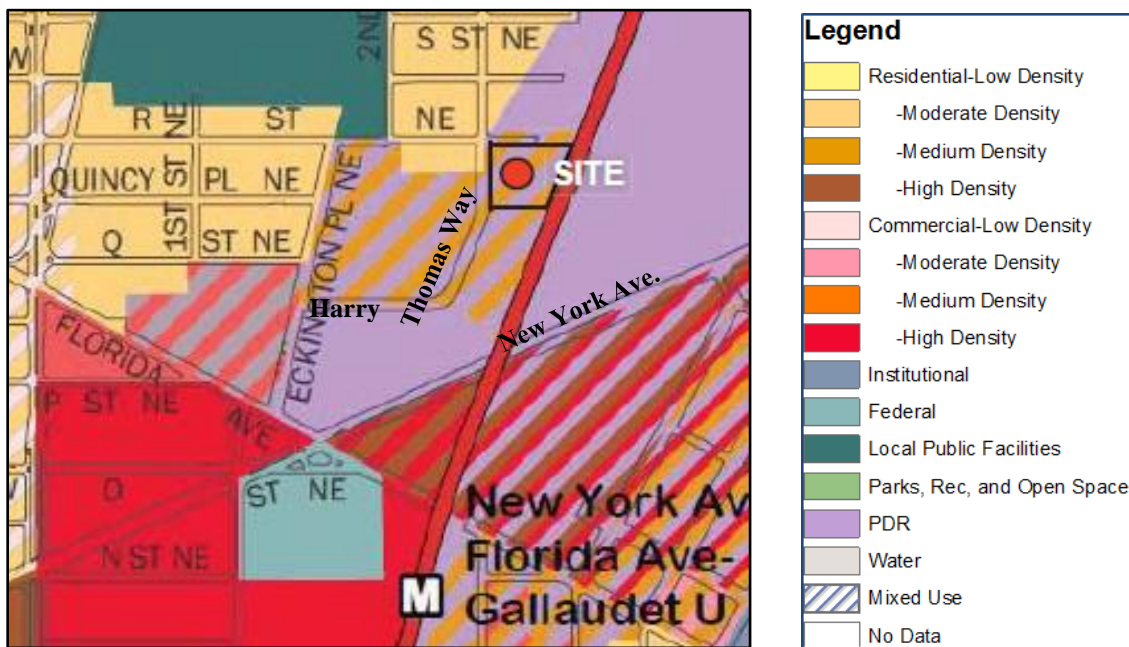 W
2ND
S ST NE
R ST NE
1ST ST NE
QUINCY PL NE
SITE
Q ST NE
ECKINGTON PL NE
Harry Thomas Way
New York Ave.
FLORIDA AVE
P ST NE
O ST NE
N ST NE
New York Av
Florida Ave-
Gallaudet U
M
Legend
Residential-Low Density
-Moderate Density
-Medium Density
-High Density
Commercial-Low Density
-Moderate Density
-Medium Density
-High Density
Institutional
Federal
Local Public Facilities
Parks, Rec, and Open Space
PDR
Water
Mixed Use
No Data